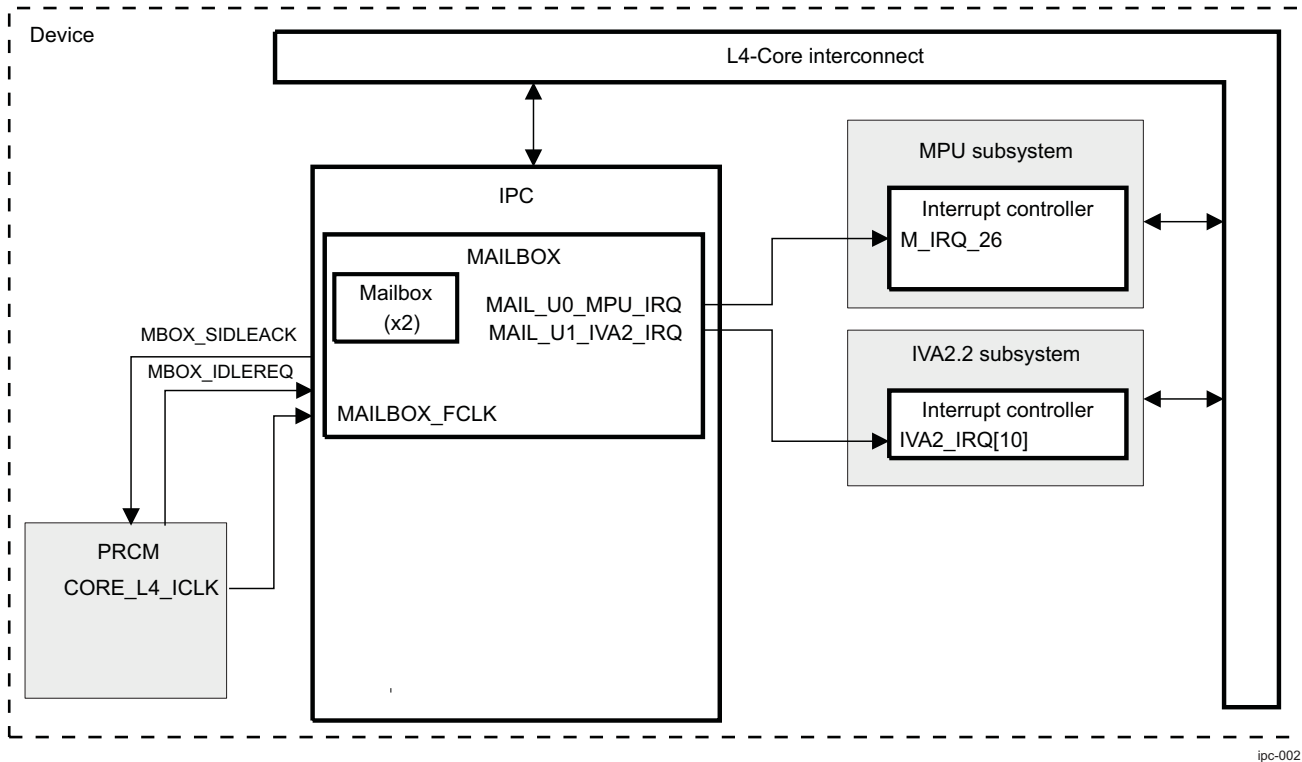 Device
L4-Core interconnect
MPU subsystem
Interrupt controller
M_IRQ_26
IPC
MAILBOX
Mailbox
(x2)
MAIL_U0_MPU_IRQ
MAIL_U1_IVA2_IRQ
MBOX_SIDLEACK
MBOX_IDLEREQ
MAILBOX_FCLK
IVA2.2 subsystem
Interrupt controller
IVA2_IRQ[10]
PRCM
CORE_L4_ICLK
ipc-002